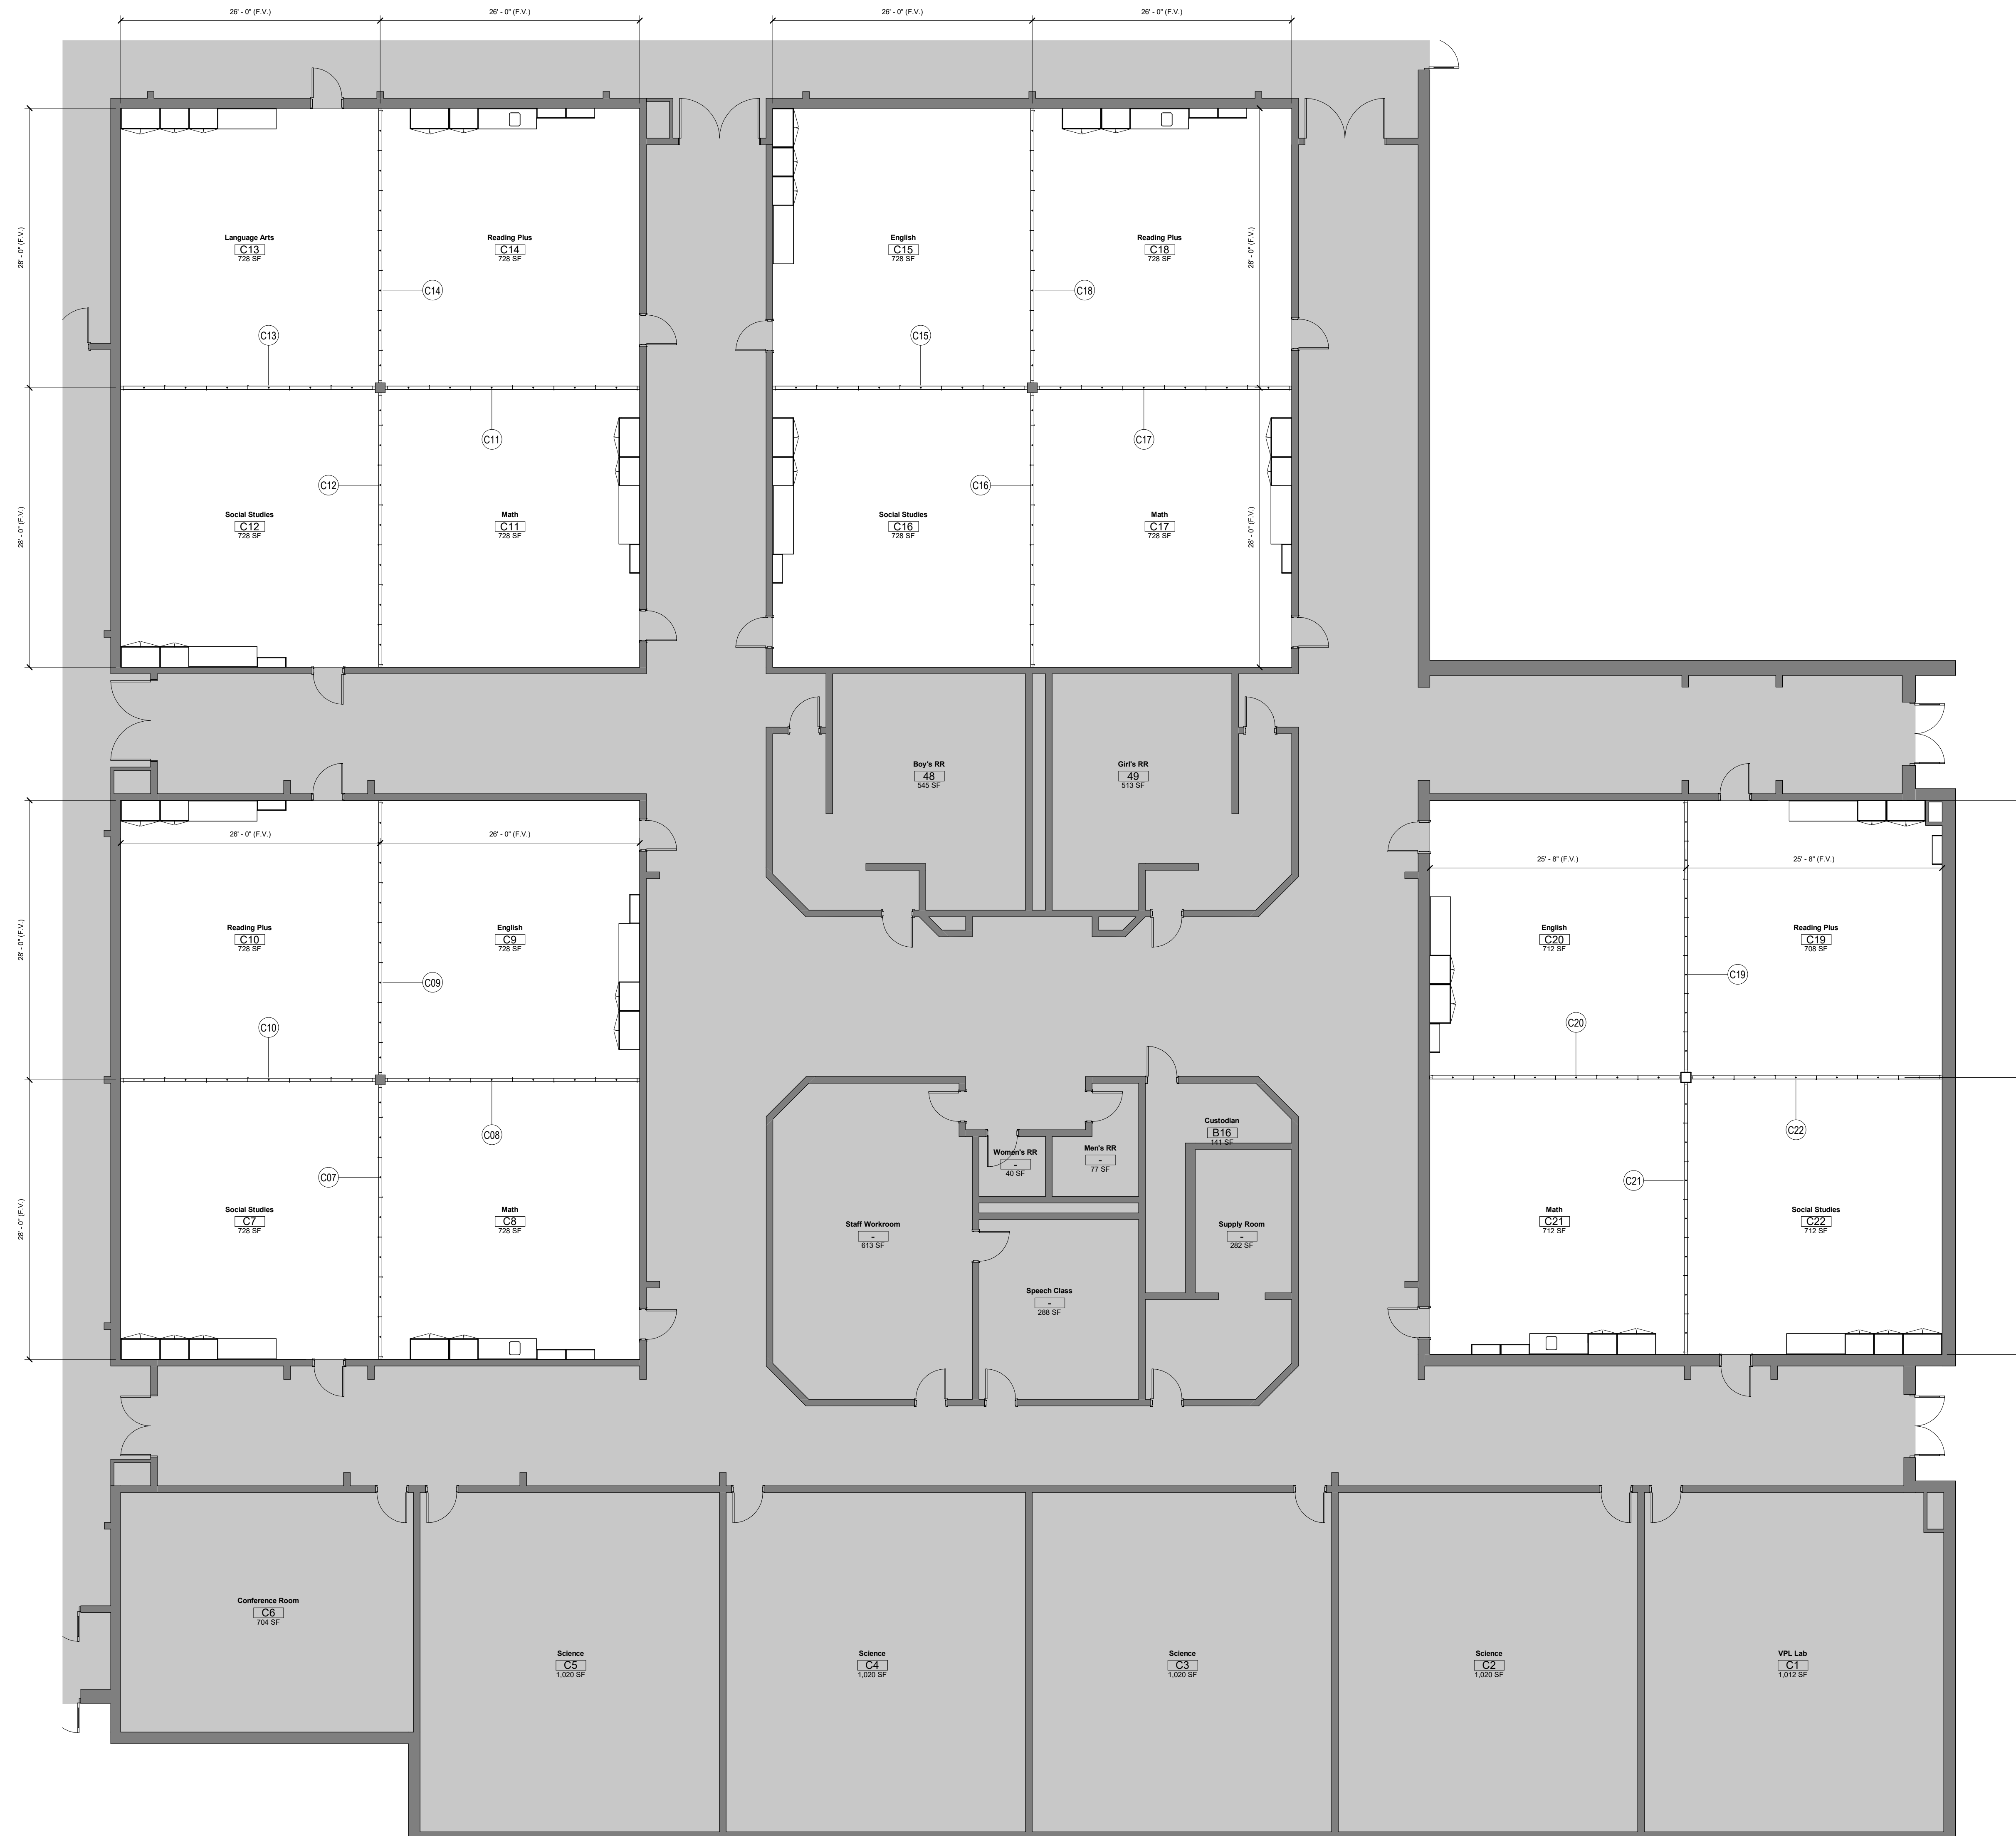 26' - 0" (F.V.)
26' - 0" (F.V.)
26' - 0" (F.V.)
26' - 0" (F.V.)
28' - 0" (F.V.)
Language Arts
C13
728 SF
Reading Plus
C14
728 SF
English
C15
728 SF
Reading Plus
C18
728 SF
28' - 0" (F.V.)
C14
C18
C13
C15
C11
C17
C12
C16
28' - 0" (F.V.)
Social Studies
C12
728 SF
Math
C11
728 SF
Social Studies
C16
728 SF
Math
C17
728 SF
28' - 0" (F.V.)
Boy's RR
48
545 SF
Girl's RR
49
513 SF
26' - 0" (F.V.)
26' - 0" (F.V.)
25' - 8" (F.V.)
25' - 8" (F.V.)
28' - 0" (F.V.)
Reading Plus
C10
728 SF
English
C9
728 SF
English
C20
712 SF
Reading Plus
C19
708 SF
C09
C19
C10
C20
C08
C22
C07
C21
Custodian
B16
141 SF
Women's RR
-
40 SF
Men's RR
-
77 SF
28' - 0" (F.V.)
Social Studies
C7
728 SF
Math
C8
728 SF
Staff Workroom
-
613 SF
Supply Room
-
282 SF
Math
C21
712 SF
Social Studies
C22
712 SF
Speech Class
-
288 SF
Conference Room
C6
704 SF
Science
C5
1,020 SF
Science
C4
1,020 SF
Science
C3
1,020 SF
Science
C2
1,020 SF
VPL Lab
C1
1,012 SF